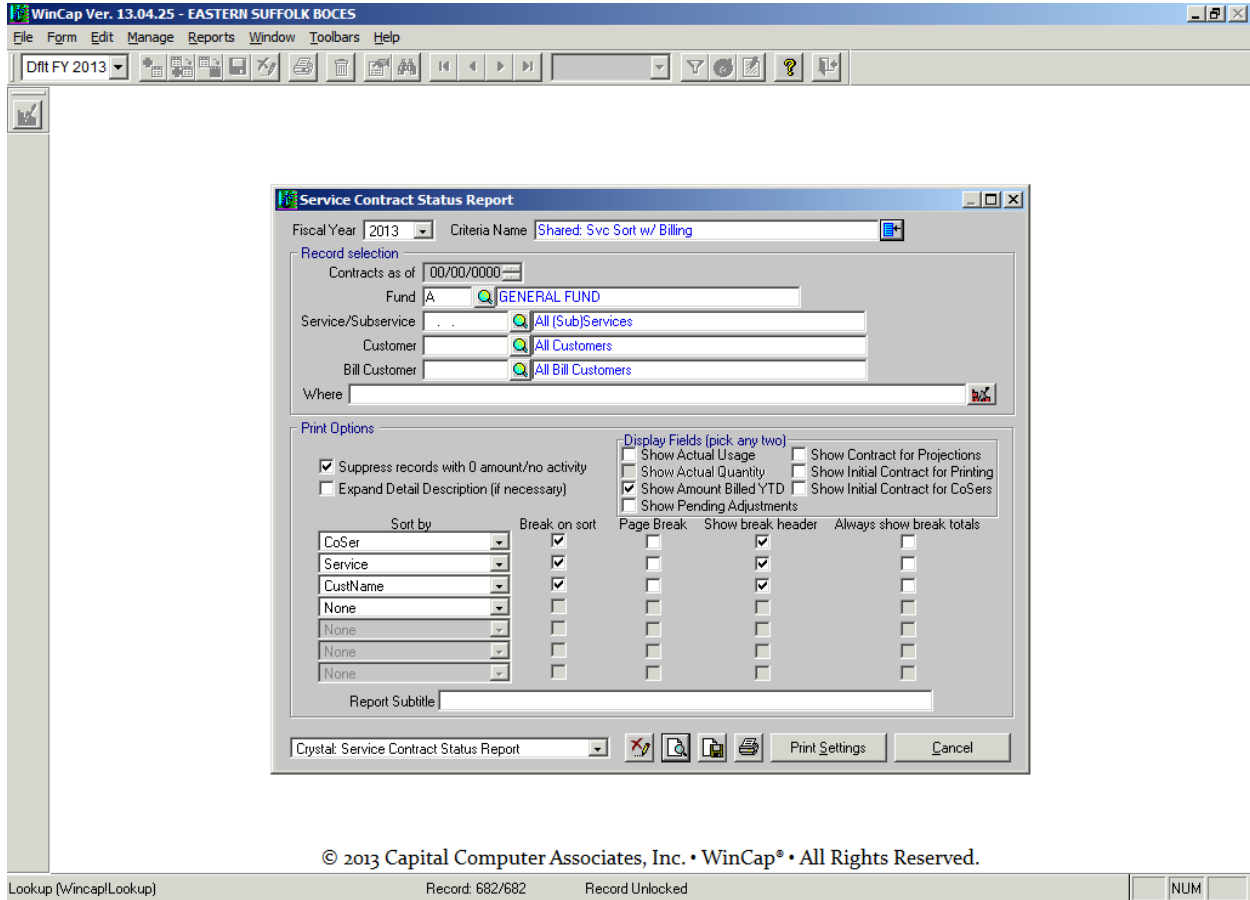 WinCap Ver. 13.04.25 - EASTERN SUFFOLK BOCES
File Form Edit Manage Reports Window Toolbars Help
Dflt FY 2013
Service Contract Status Report
Fiscal Year 2013 Criteria Name Shared: Svc Sort w/ Billing
Record selection
Contracts as of 00/00/0000
Fund A GENERAL FUND
Service/Subservice . . All (Sub)Services
Customer All Customers
Bill Customer All Bill Customers
Where
Print Options
Display Fields (pick any two)
Show Actual Usage Show Contract for Projections
Suppress records with 0 amount/no activity Show Actual Quantity Show Initial Contract for Printing
Expand Detail Description (if necessary) Show Amount Billed YTD Show Initial Contract for CoSers
Show Pending Adjustments
Sort by Break on sort Page Break Show break header Always show break totals
CoSer
Service
CustName
None
None
None
None
Report Subtitle
Crystal: Service Contract Status Report Print Settings Cancel
© 2013 Capital Computer Associates, Inc. • WinCap® • All Rights Reserved.
Lookup (Wincap!Lookup) Record: 682/682 Record Unlocked NUM